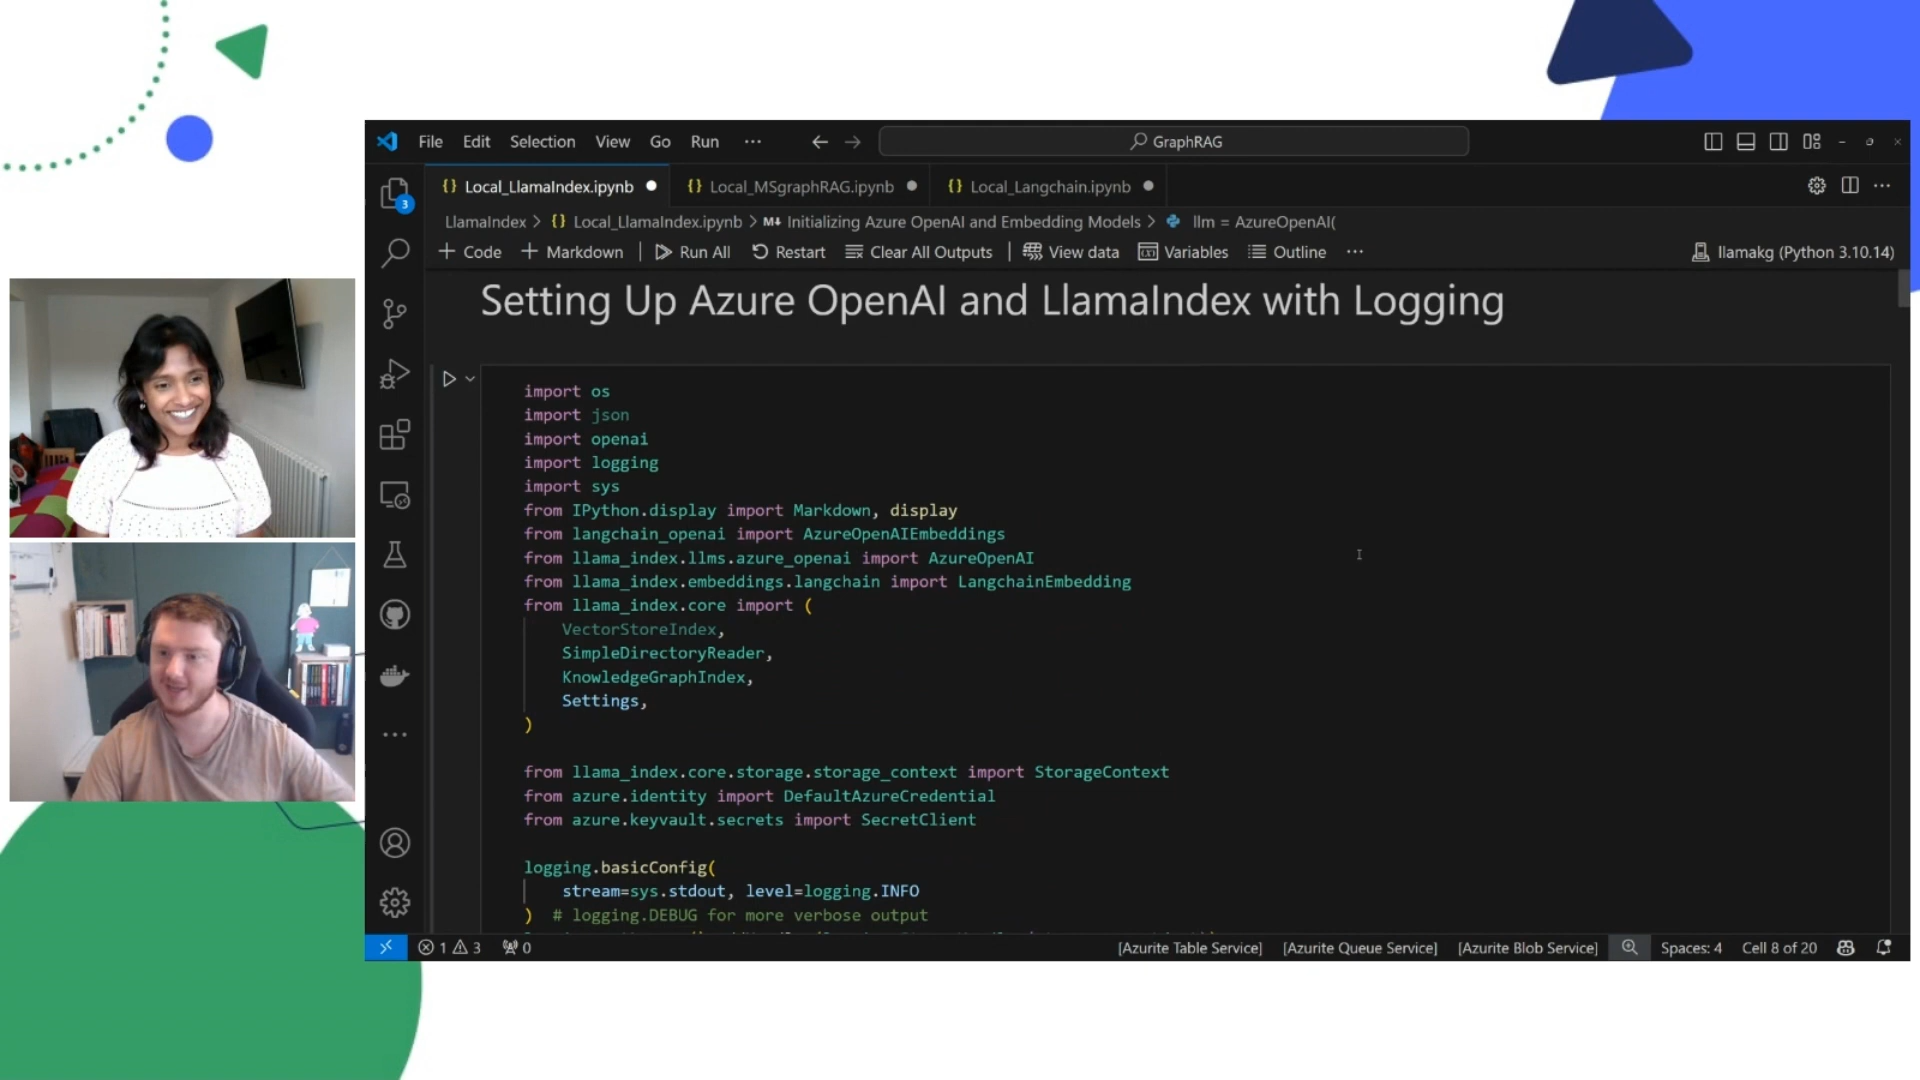 File Edit Selection View Go Run ··· GraphRAG
Local_LlamaIndex.ipynb Local_MSgraphRAG.ipynb Local_Langchain.ipynb
LlamaIndex > {} Local_LlamaIndex.ipynb > M↓ Initializing Azure OpenAI and Embedding Models > llm = AzureOpenAI(
+ Code + Markdown | Run All Restart Clear All Outputs | View data Variables Outline ··· llamakg (Python 3.10.14)
3
Setting Up Azure OpenAI and LlamaIndex with Logging
import os
import json
import openai
import logging
import sys
from IPython.display import Markdown, display
from langchain_openai import AzureOpenAIEmbeddings
from llama_index.llms.azure_openai import AzureOpenAI
from llama_index.embeddings.langchain import LangchainEmbedding
from llama_index.core import (
VectorStoreIndex,
SimpleDirectoryReader,
KnowledgeGraphIndex,
Settings,
)
from llama_index.core.storage.storage_context import StorageContext
from azure.identity import DefaultAzureCredential
from azure.keyvault.secrets import SecretClient
logging.basicConfig(
stream=sys.stdout, level=logging.INFO
) # logging.DEBUG for more verbose output
1 3 0 [Azurite Table Service] [Azurite Queue Service] [Azurite Blob Service] Spaces: 4 Cell 8 of 20